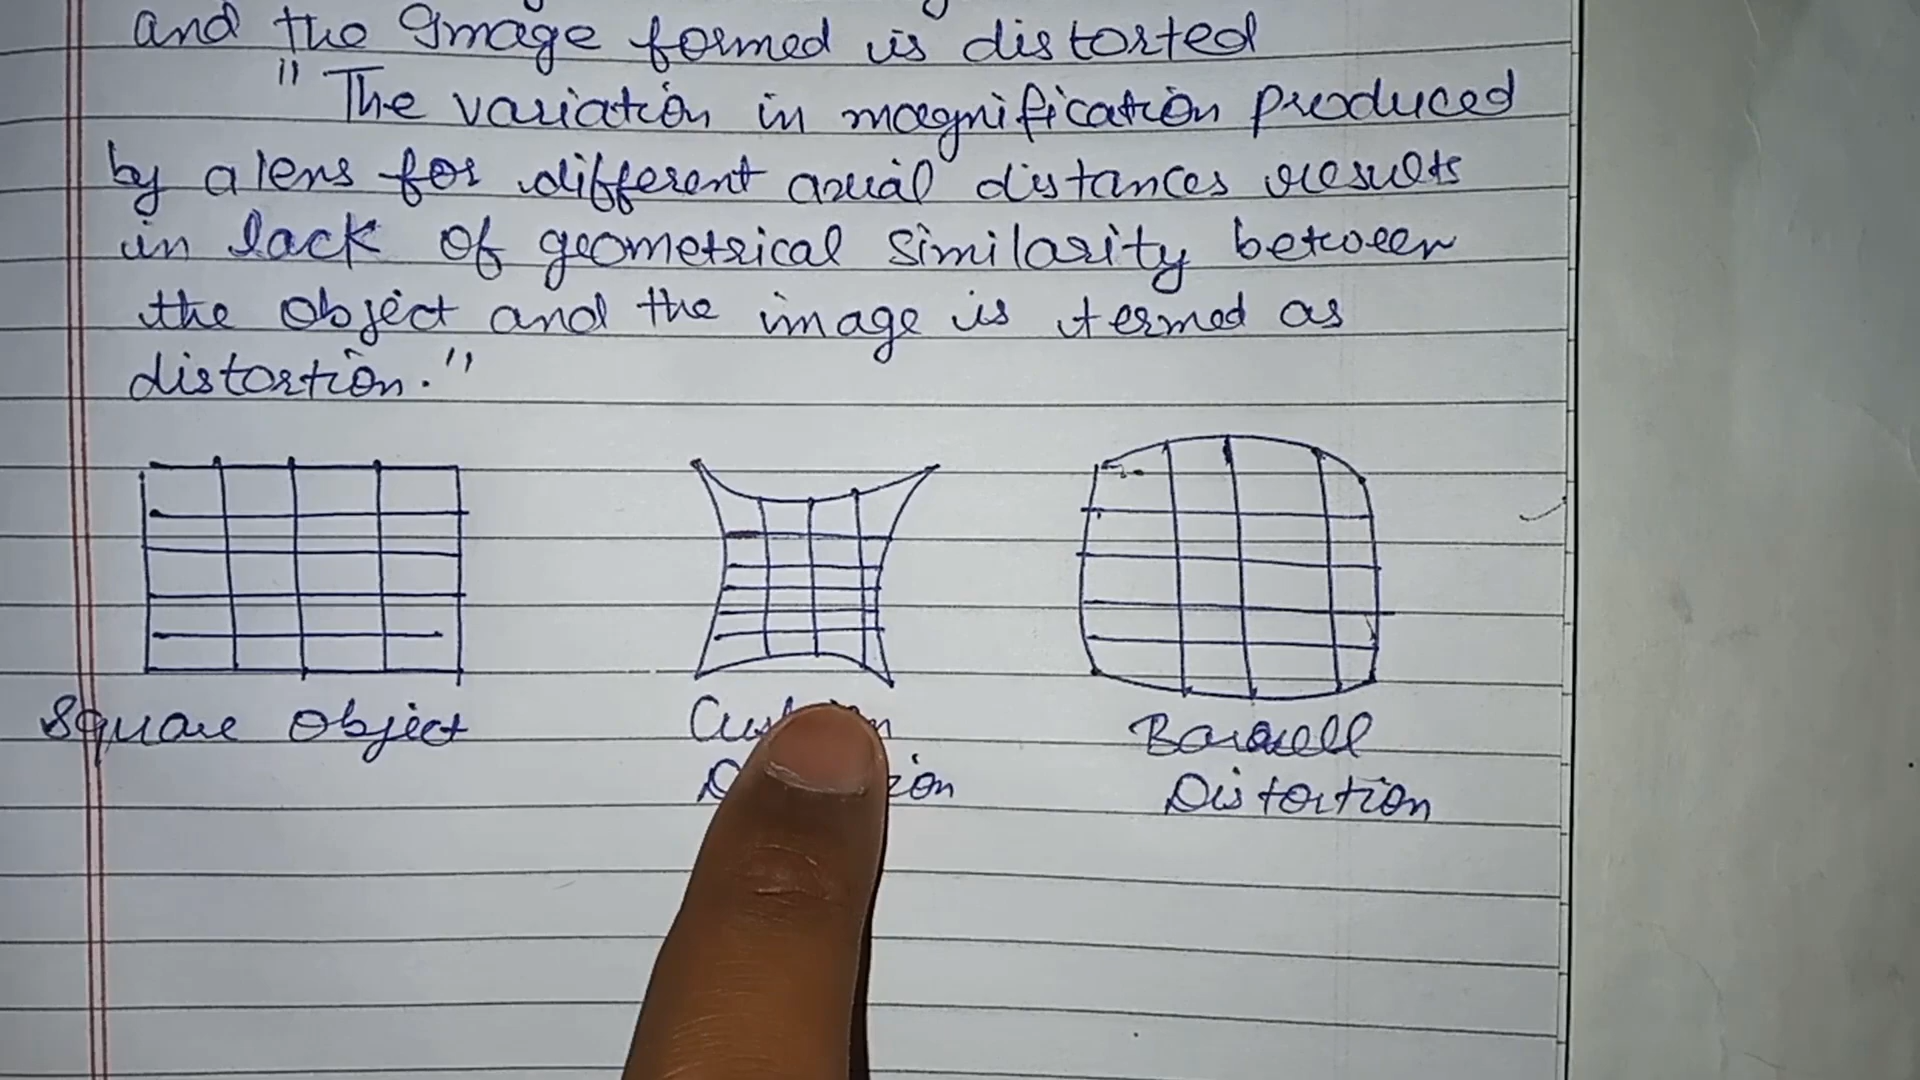 and the Image formed is distorted
" The variation in magnification produced
by a lens for different axial distances results
in lack of geometrical similarity between
the object and the image is termed as
distortion."
Square Object
Barrell
Distortion